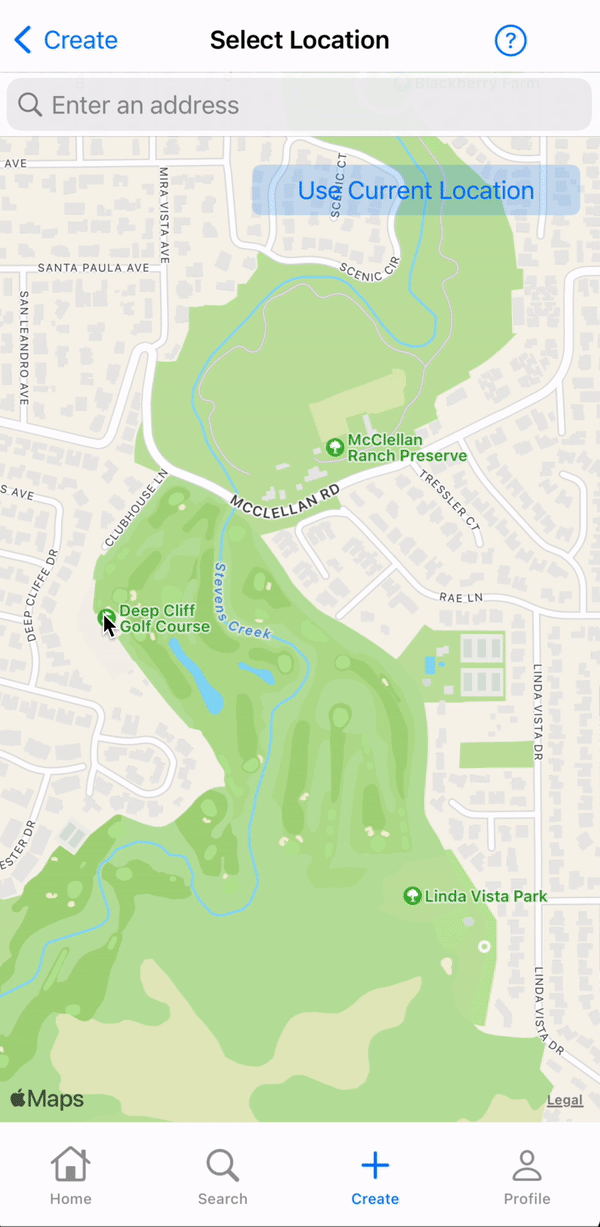 Create
Select Location
?
Blackberry Farm
Enter an address
AVE
MIRA VISTA AVE
SCENIC CT
Use Current Location
SANTA PAULA AVE
SCENIC CIR
SAN LEANDRO AVE
McClellan
Ranch Preserve
CLUBHOUSE LN
MCCLELLAN RD
TRESSLER CT
S AVE
DEEP CLIFFE DR
Stevens Creek
RAE LN
Deep Cliff
Golf Course
LINDA VISTA DR
ESTER DR
Linda Vista Park
LINDA VISTA DR
Maps
Legal
Home
Search
Create
Profile